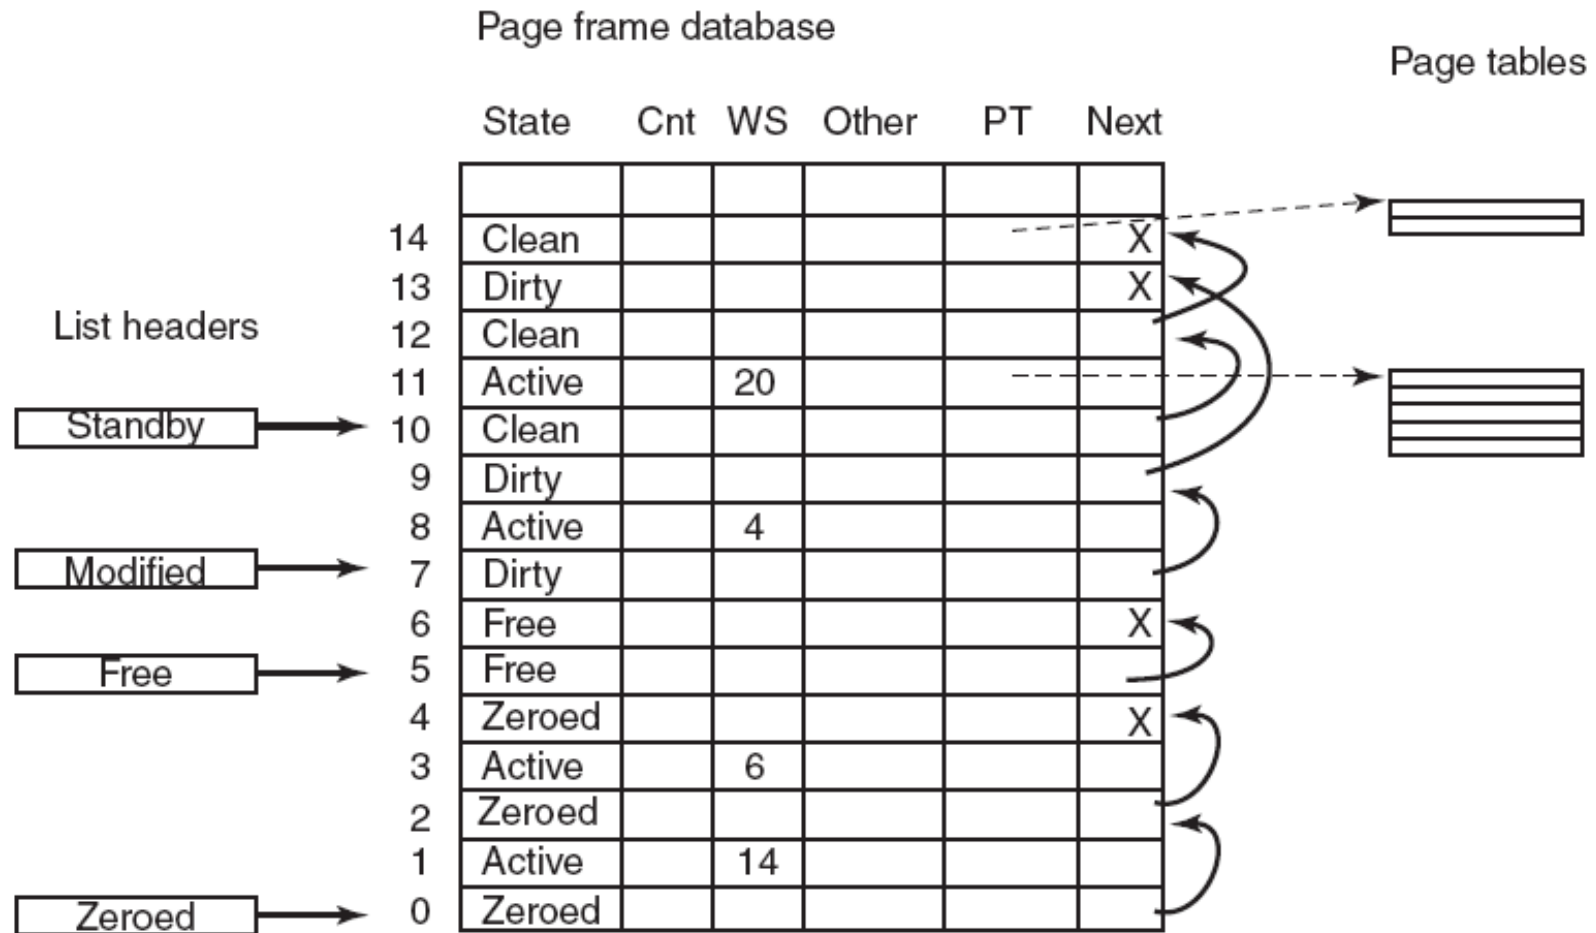 Page frame database
Page tables
State Cnt WS Other PT Next
14 Clean X
13 Dirty X
List headers
12 Clean
11 Active 20
Standby
10 Clean
9 Dirty
8 Active 4
Modified
7 Dirty
6 Free X
Free
5 Free
4 Zeroed X
3 Active 6
2 Zeroed
1 Active 14
Zeroed
0 Zeroed